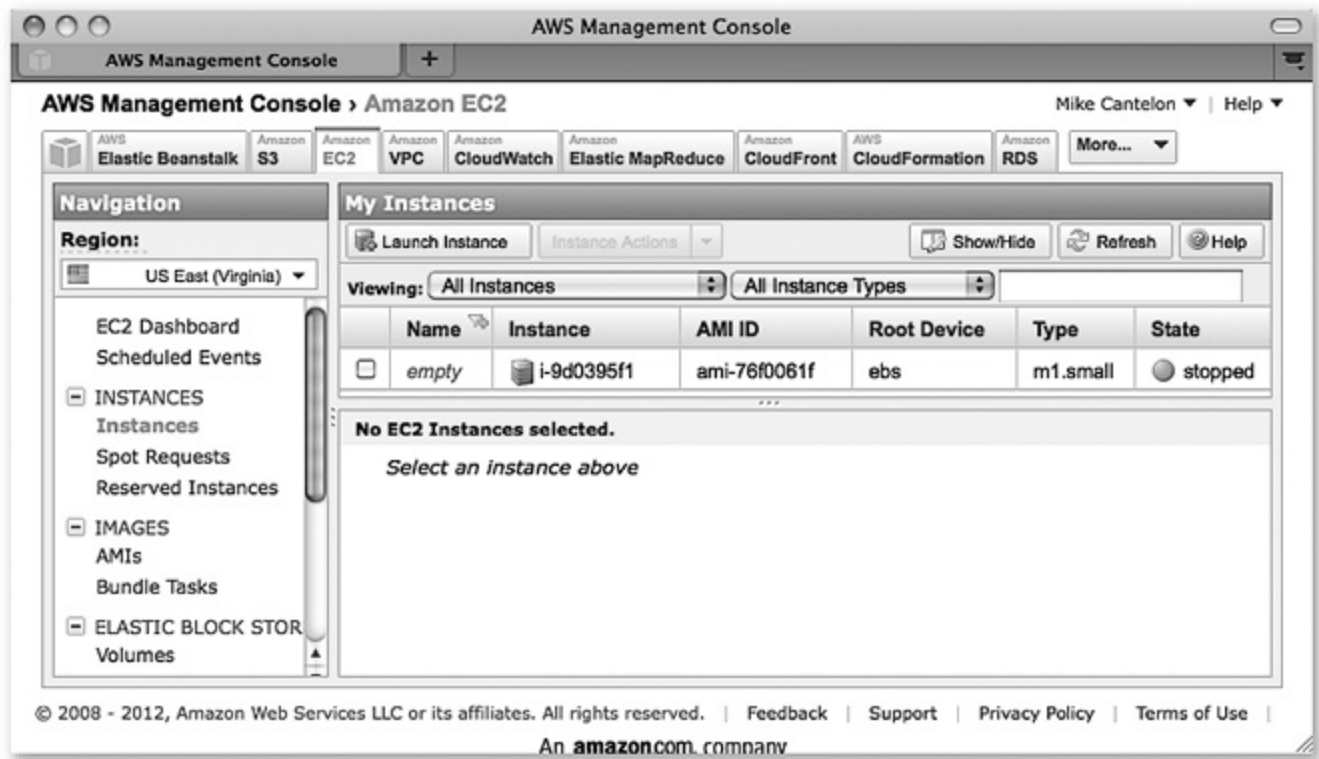 AWS Management Console
AWS Management Console +
AWS Management Console › Amazon EC2
Mike Cantelon ▼ | Help ▼
AWS Elastic Beanstalk
Amazon S3
Amazon EC2
Amazon VPC
Amazon CloudWatch
Amazon Elastic MapReduce
Amazon CloudFront
AWS CloudFormation
Amazon RDS
More... ▼
Navigation
Region:
US East (Virginia) ▼
EC2 Dashboard
Scheduled Events
INSTANCES
Instances
Spot Requests
Reserved Instances
IMAGES
AMIs
Bundle Tasks
ELASTIC BLOCK STOR
Volumes
My Instances
Launch Instance
Instance Actions
Show/Hide
Refresh
Help
Viewing: All Instances All Instance Types
Name Instance AMI ID Root Device Type State
empty i-9d0395f1 ami-76f0061f ebs m1.small stopped
No EC2 Instances selected.
Select an instance above
© 2008 - 2012, Amazon Web Services LLC or its affiliates. All rights reserved. | Feedback | Support | Privacy Policy | Terms of Use |
An amazon.com. company